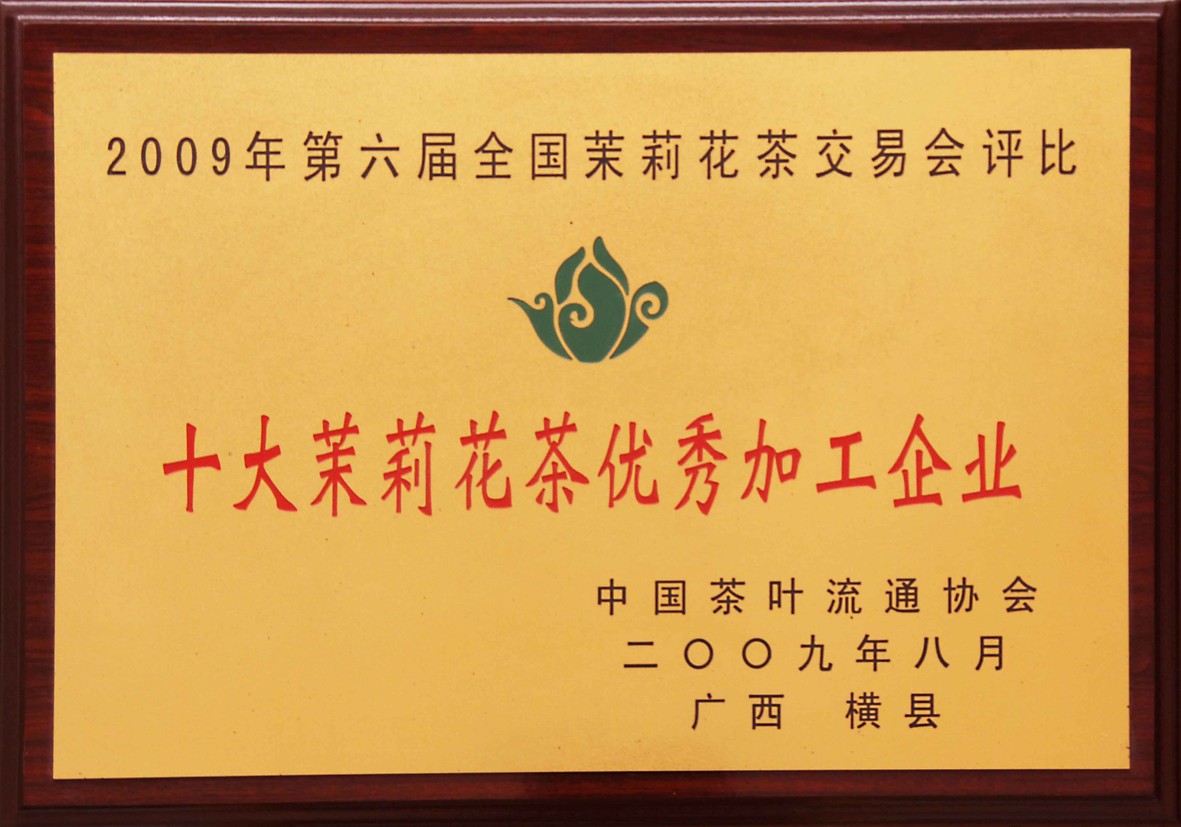 2009年第六届全国茉莉花茶交易会评比
十大茉莉花茶优秀加工企业
中国茶叶流通协会
二〇〇九年八月
广西 横县